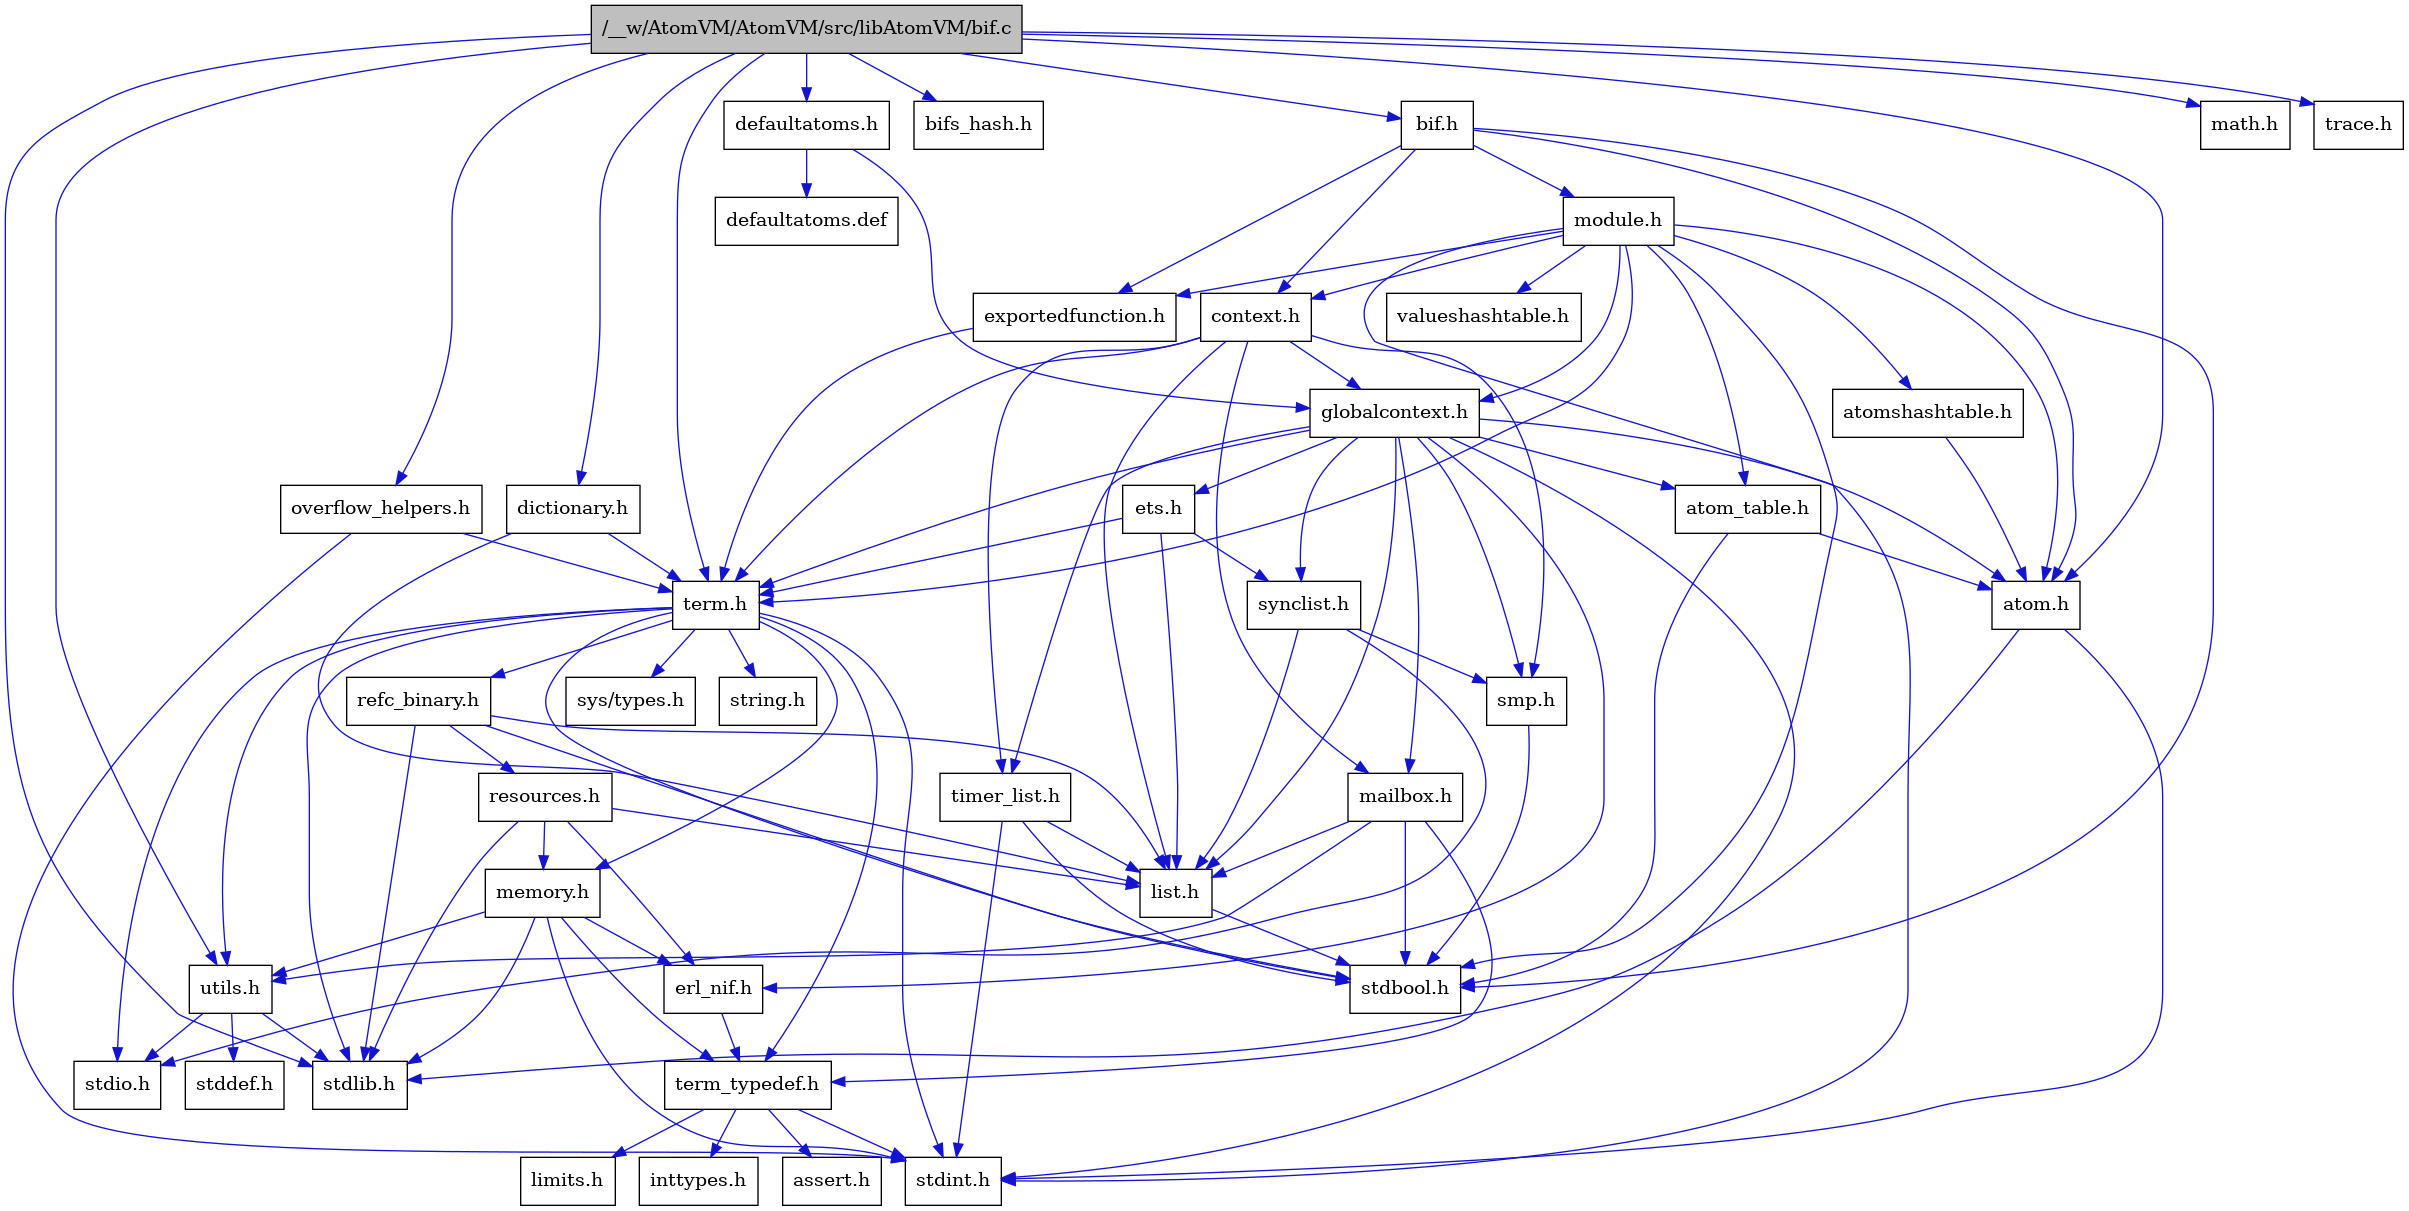 /__w/AtomVM/AtomVM/src/libAtomVM/bif.c
defaultatoms.h
bifs_hash.h
bif.h
math.h
trace.h
defaultatoms.def
module.h
exportedfunction.h
context.h
valueshashtable.h
globalcontext.h
atomshashtable.h
overflow_helpers.h
dictionary.h
ets.h
atom_table.h
term.h
synclist.h
atom.h
refc_binary.h
sys/types.h
string.h
smp.h
resources.h
timer_list.h
mailbox.h
memory.h
list.h
utils.h
erl_nif.h
stdbool.h
stdio.h
stddef.h
stdlib.h
term_typedef.h
limits.h
inttypes.h
assert.h
stdint.h